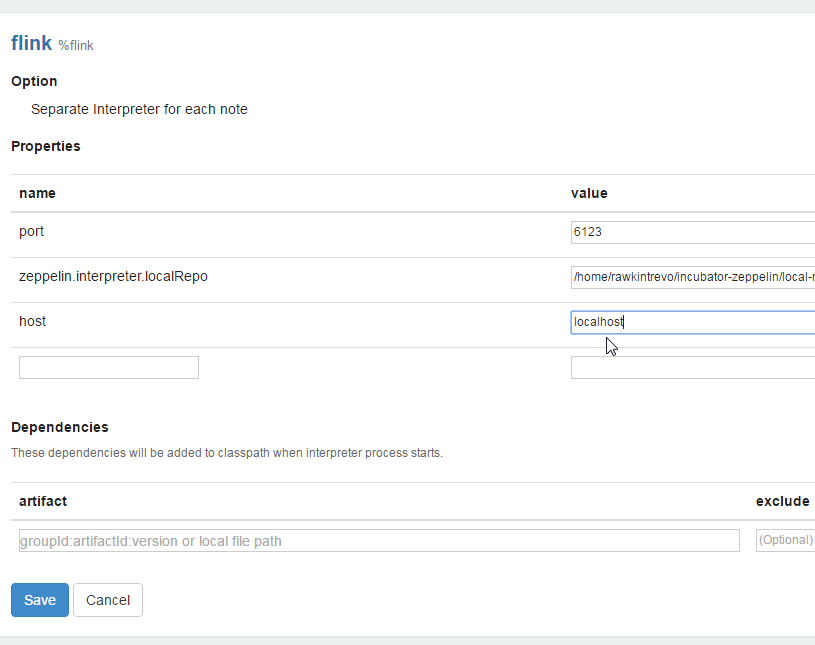 flink %flink
Option
Separate Interpreter for each note
Properties
name value
port 6123
zeppelin.interpreter.localRepo /home/rawkintrevo/incubator-zeppelin/local-r
host localhost
Dependencies
These dependencies will be added to classpath when interpreter process starts.
artifact exclude
groupId:artifactId:version or local file path (Optional)
Save Cancel